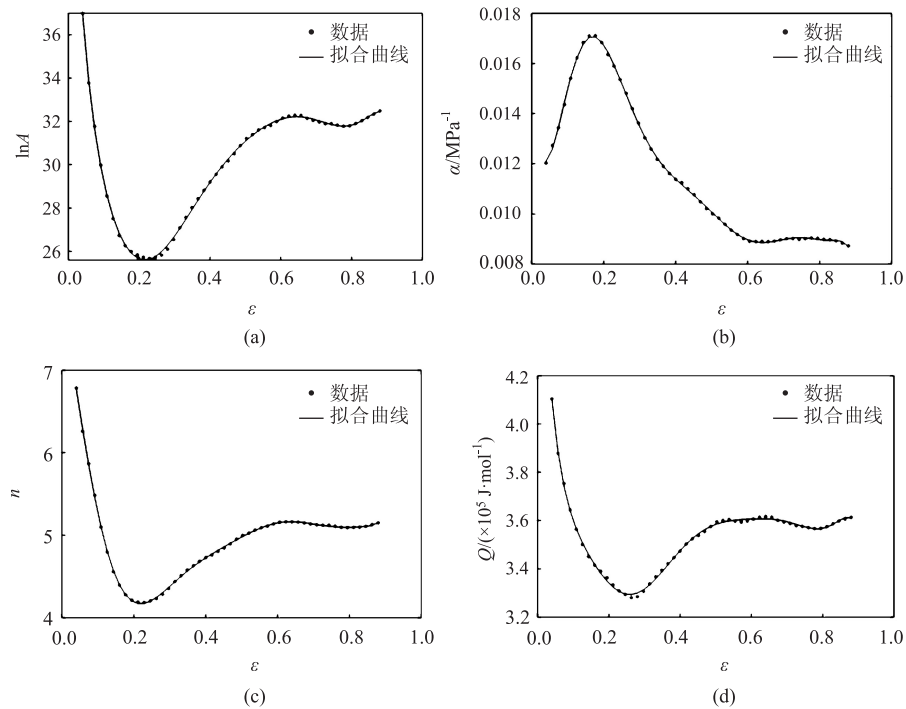 36
34
32
30
28
26
lnA
数据
拟合曲线
0.0 0.2 0.4 0.6 0.8 1.0
ε
(a)
0.018
0.016
0.014
0.012
0.010
0.008
α/MPa⁻¹
数据
拟合曲线
0.0 0.2 0.4 0.6 0.8 1.0
ε
(b)
7
6
5
4
n
数据
拟合曲线
0.0 0.2 0.4 0.6 0.8 1.0
ε
(c)
4.2
4.0
3.8
3.6
3.4
3.2
Q/(×10⁵ J·mol⁻¹)
数据
拟合曲线
0.0 0.2 0.4 0.6 0.8 1.0
ε
(d)